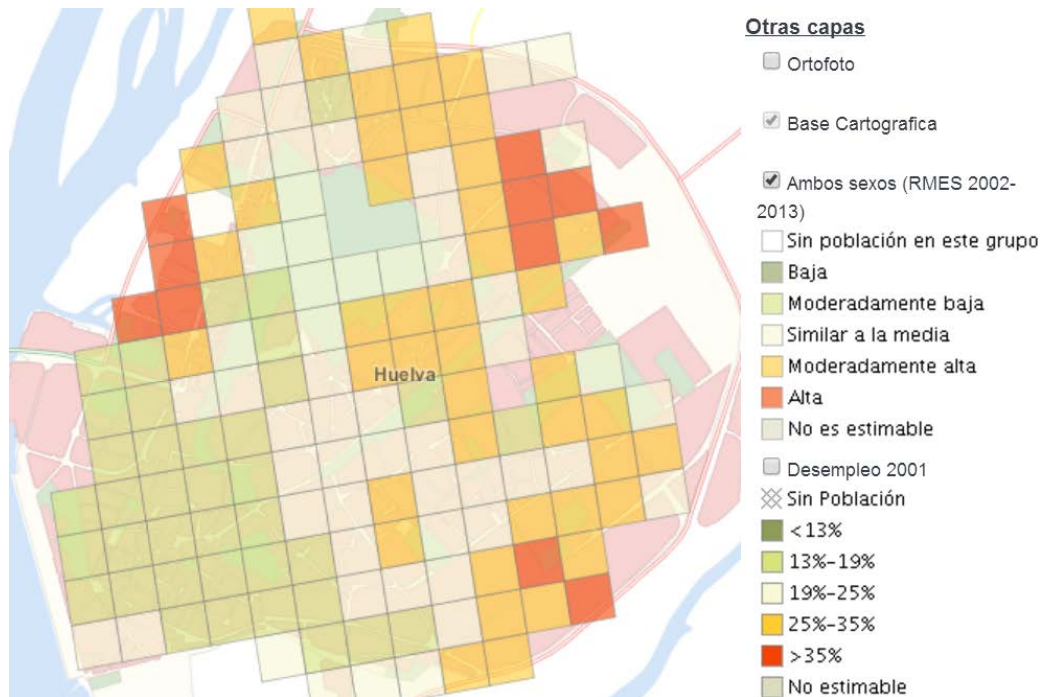 Otras capas
Ortofoto
Base Cartografica
Ambos sexos (RMES 2002-
2013)
Sin población en este grupo
Baja
Moderadamente baja
Similar a la media
Moderadamente alta
Alta
No es estimable
Desempleo 2001
Sin Población
<13%
13%-19%
19%-25%
25%-35%
>35%
No estimable
Huelva